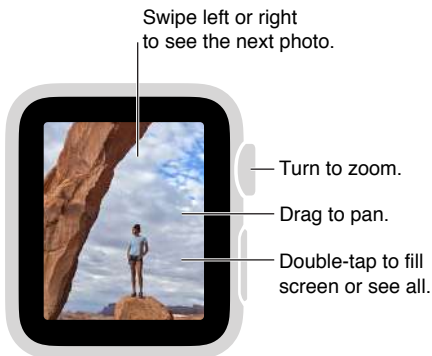 Swipe left or right
to see the next photo.
Turn to zoom.
Drag to pan.
Double-tap to fill
screen or see all.